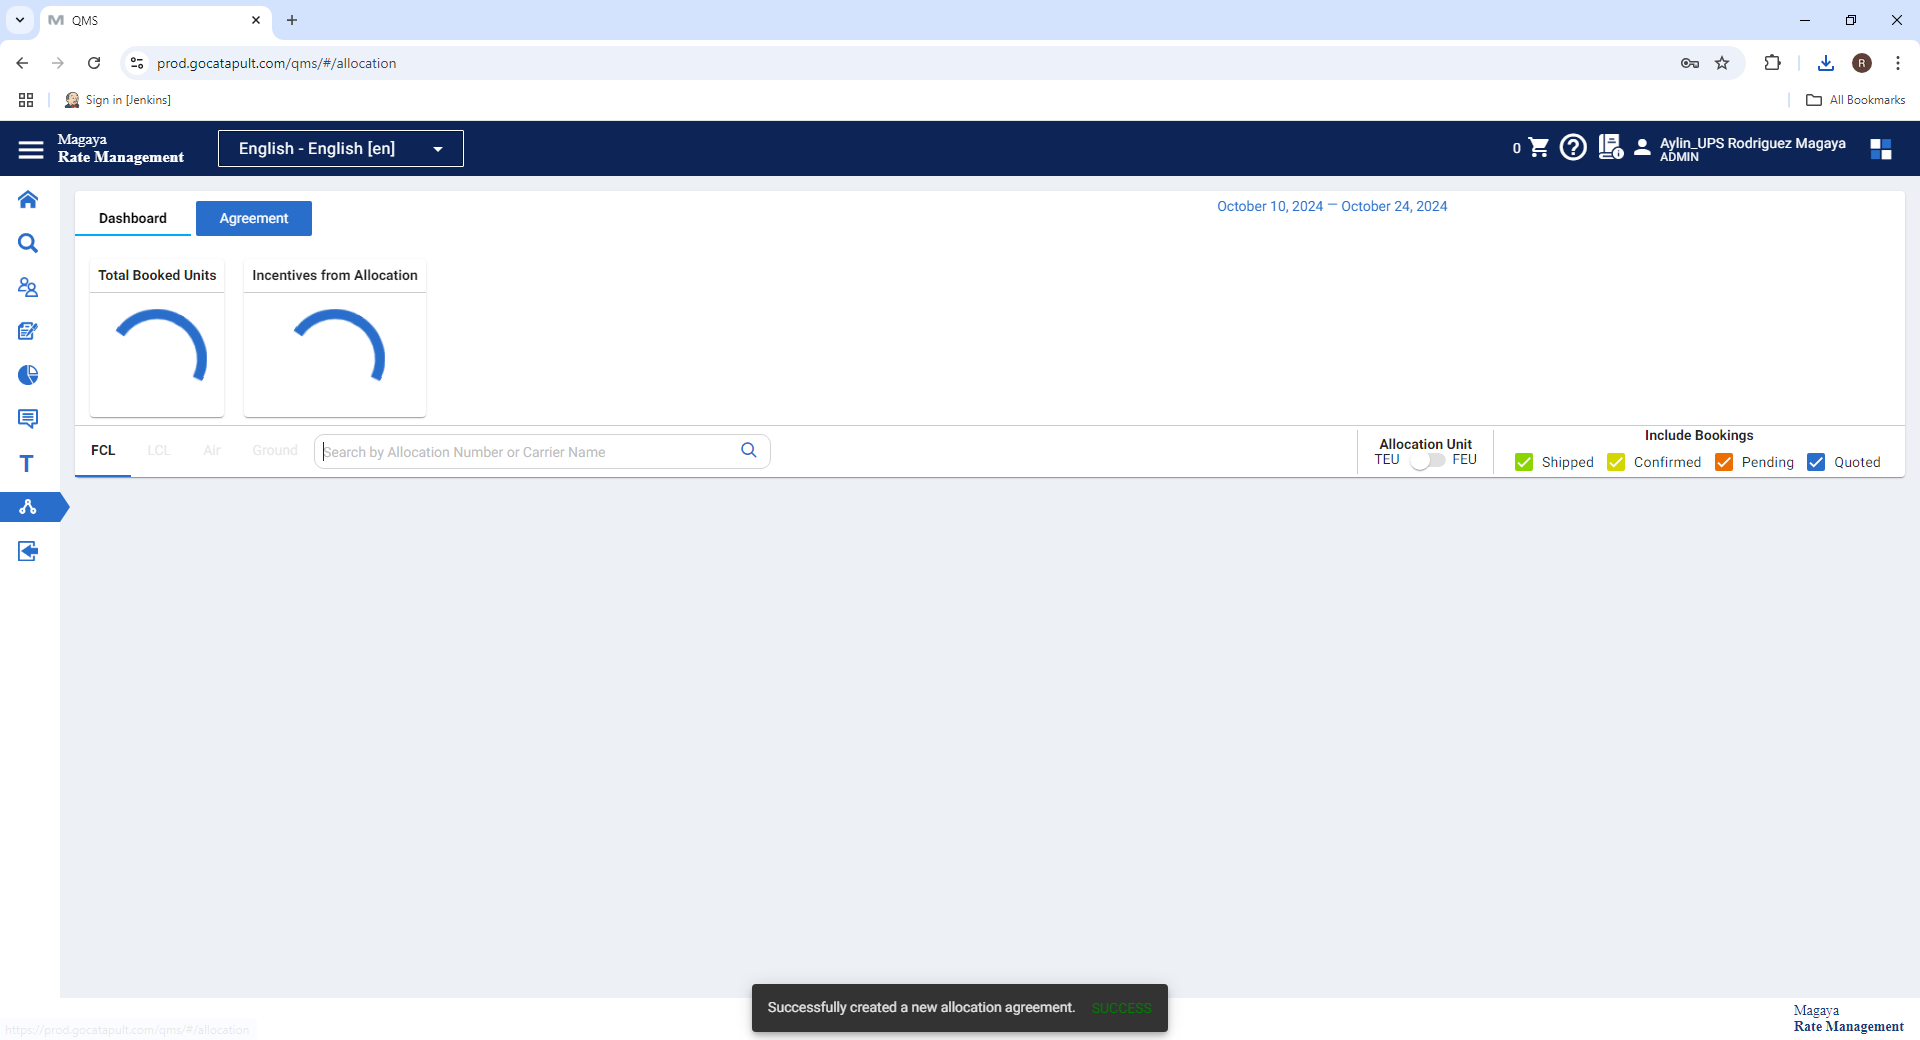 QMS
prod.gocatapult.com/qms/#/allocation
R
Sign in [Jenkins]
All Bookmarks
Magaya
Rate Management
English - English [en]
0
Aylin_UPS Rodriguez Magaya
ADMIN
Dashboard
Agreement
October 10, 2024 — October 24, 2024
Total Booked Units
Incentives from Allocation
FCL
LCL
Air
Ground
Search by Allocation Number or Carrier Name
Allocation Unit
TEU
FEU
Include Bookings
Shipped
Confirmed
Pending
Quoted
T
Successfully created a new allocation agreement.
SUCCESS
Magaya
Rate Management
https://prod.gocatapult.com/qms/#/allocation